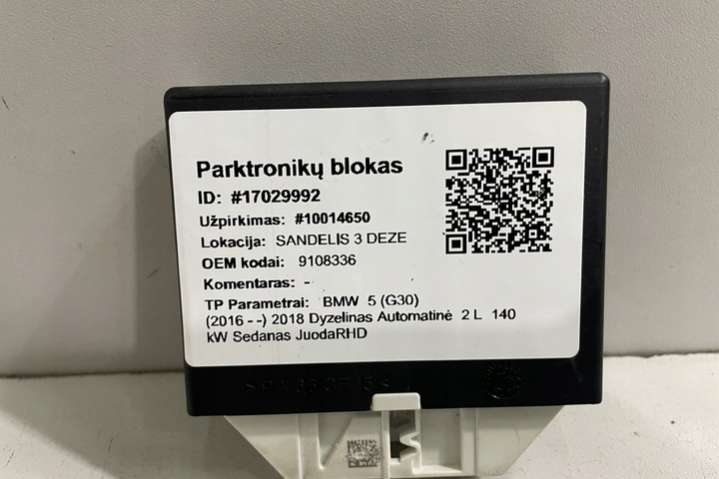 Parktronikų blokas
ID: #17029992
Užpirkimas: #10014650
Lokacija: SANDELIS 3 DEZE
OEM kodai: 9108336
Komentaras: -
TP Parametrai: BMW 5 (G30)
(2016 - -) 2018 Dyzelinas Automatinė 2 L 140
kW Sedanas JuodaRHD